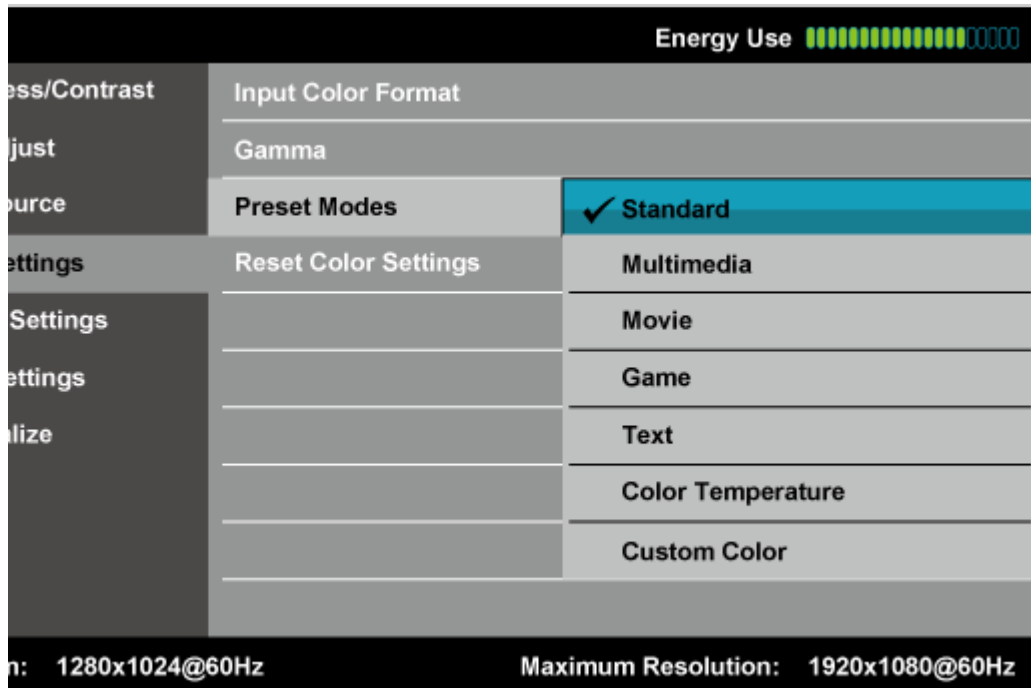 Energy Use
ess/Contrast
Input Color Format
just
Gamma
ource
Preset Modes
Standard
ettings
Reset Color Settings
Multimedia
Settings
Movie
ettings
Game
lize
Text
Color Temperature
Custom Color
n: 1280x1024@60Hz Maximum Resolution: 1920x1080@60Hz